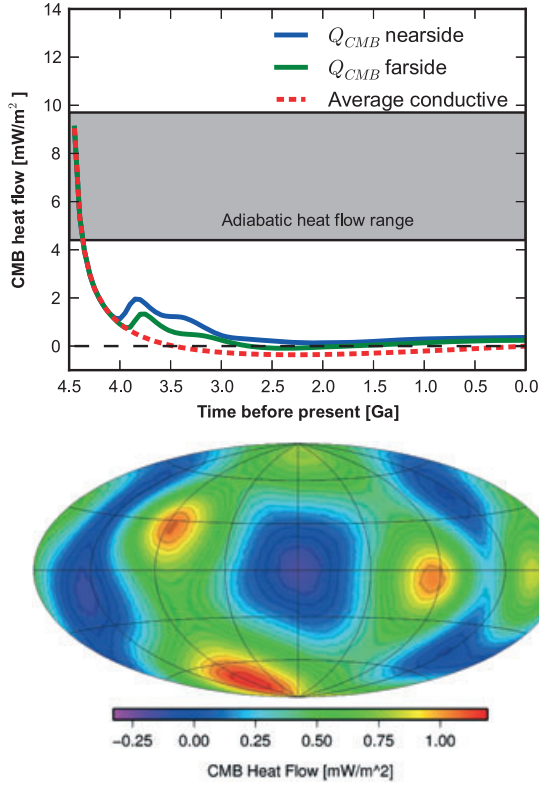 14
12
10
8
6
4
2
0
CMB heat flow [mW/m²]
Q_CMB nearside
Q_CMB farside
Average conductive
Adiabatic heat flow range
4.5 4.0 3.5 3.0 2.5 2.0 1.5 1.0 0.5 0.0
Time before present [Ga]
−0.25 0.00 0.25 0.50 0.75 1.00
CMB Heat Flow [mW/m^2]